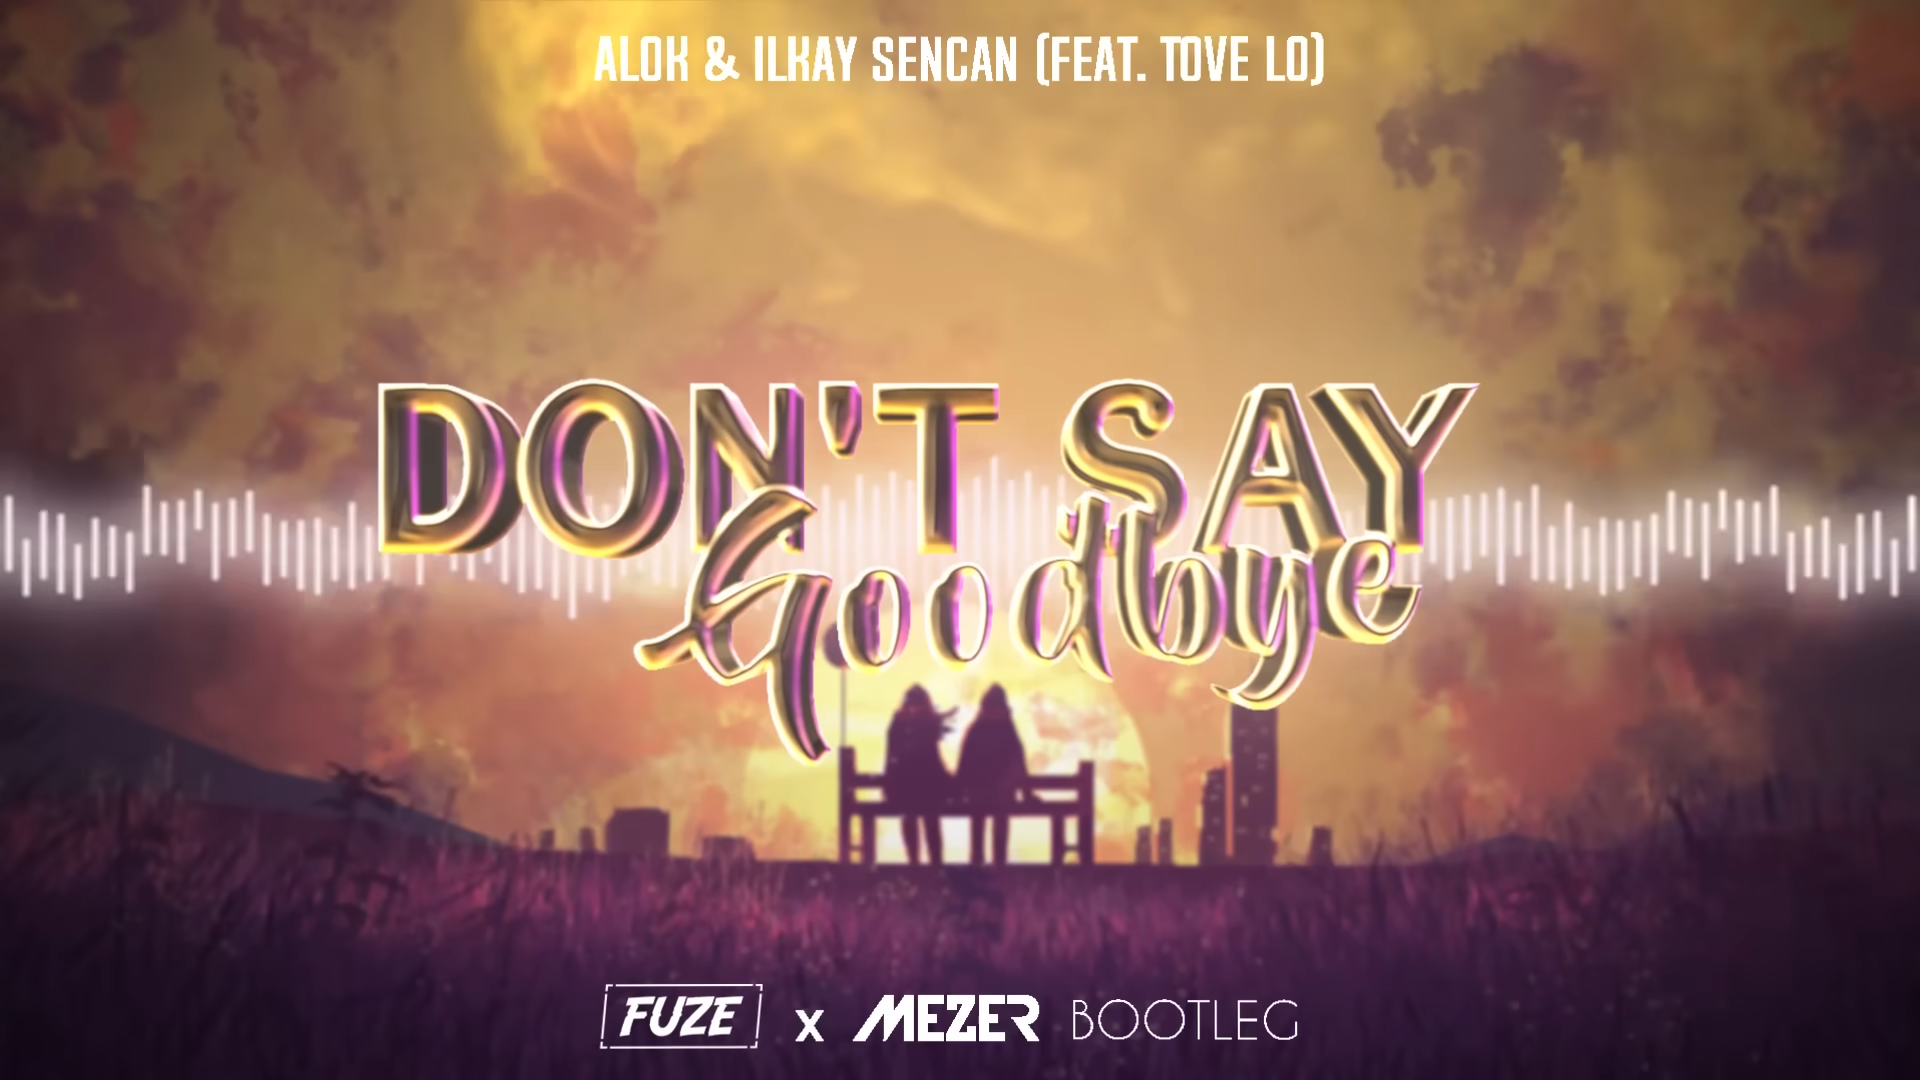 ALOK & ILKAY SENCAN (FEAT. TOVE LO)
DON'T SAY
Goodbye
FUZE x MEZER BOOTLEG